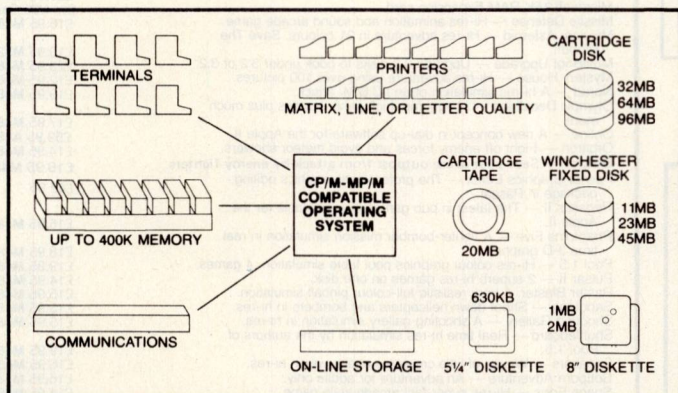 TERMINALS
PRINTERS
MATRIX, LINE, OR LETTER QUALITY
CARTRIDGE
DISK
32MB
64MB
96MB
UP TO 400K MEMORY
CP/M-MP/M
COMPATIBLE
OPERATING
SYSTEM
CARTRIDGE
TAPE
20MB
WINCHESTER
FIXED DISK
11MB
23MB
45MB
COMMUNICATIONS
ON-LINE STORAGE
630KB
5¼" DISKETTE
1MB
2MB
8" DISKETTE